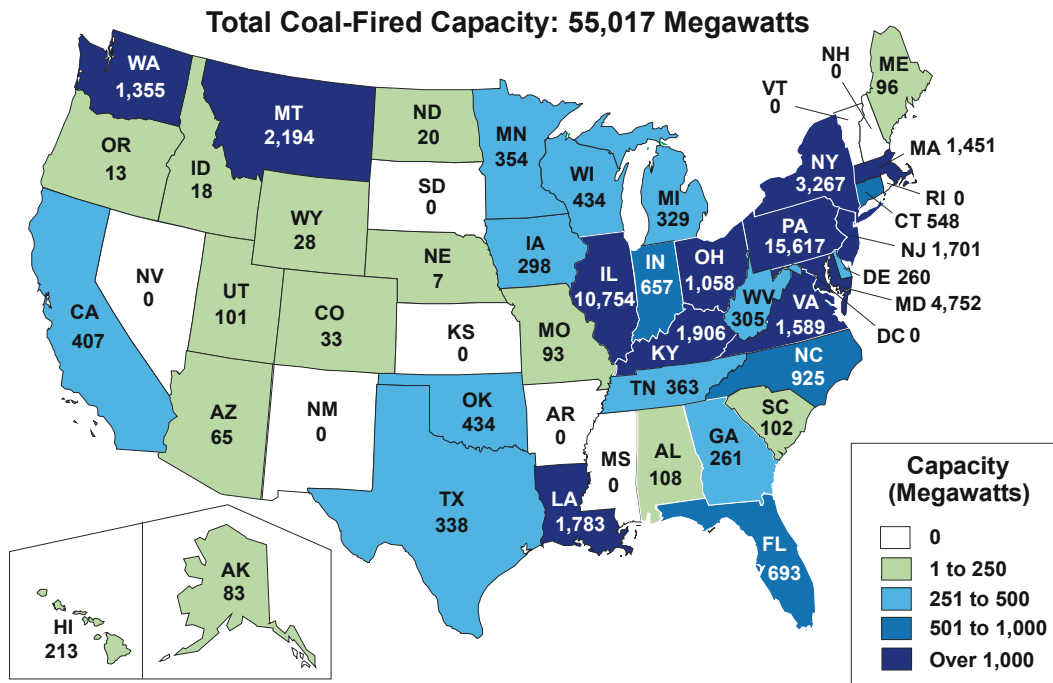 Total Coal-Fired Capacity: 55,017 Megawatts
WA
1,355
MT
2,194
ND
20
MN
354
VT
0
NH
0
ME
96
OR
13
ID
18
SD
0
WI
434
MI
329
NY
3,267
MA 1,451
RI 0
CT 548
WY
28
NE
7
IA
298
PA
15,617
NJ 1,701
NV
0
UT
101
CO
33
KS
0
MO
93
IL
10,754
IN
657
OH
1,058
WV
305
VA
1,589
DE 260
MD 4,752
DC 0
CA
407
1,906
KY
NC
925
TN 363
AZ
65
NM
0
OK
434
AR
0
MS
0
AL
108
GA
261
SC
102
TX
338
LA
1,783
FL
693
AK
83
HI
213
Capacity
(Megawatts)
0
1 to 250
251 to 500
501 to 1,000
Over 1,000